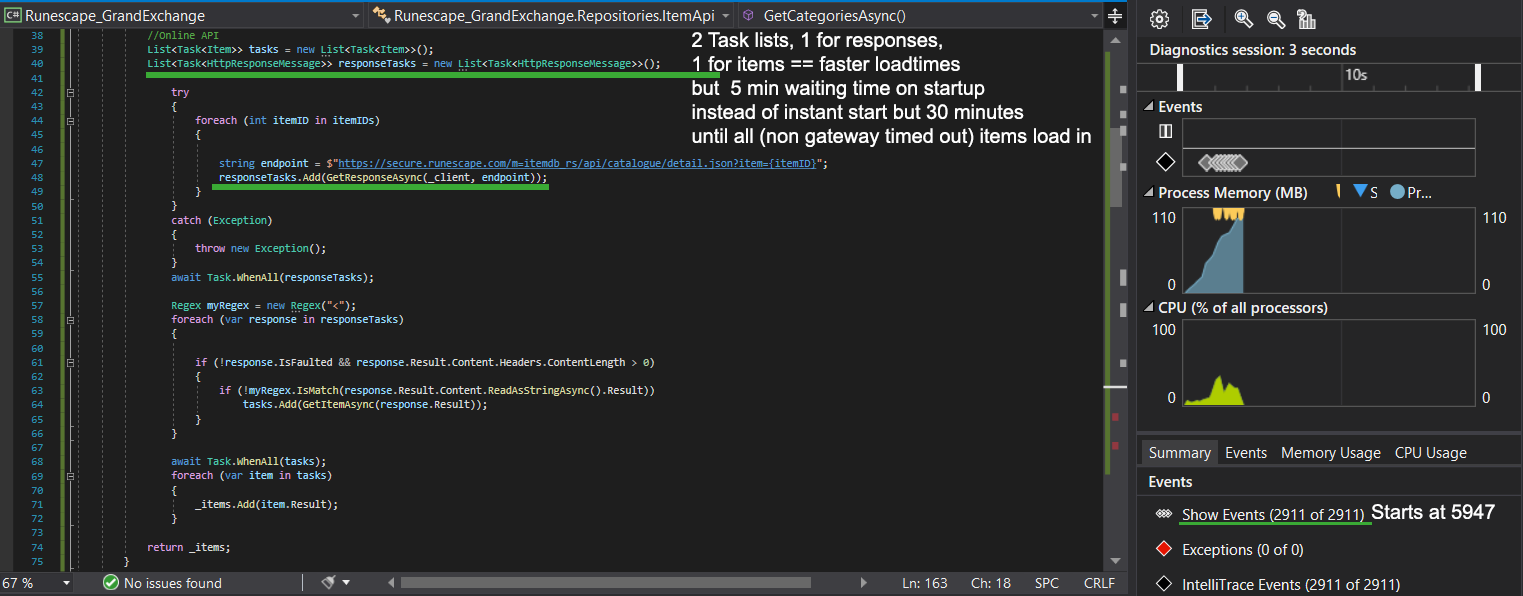 C# Runescape_GrandExchange
Runescape_GrandExchange.Repositories.ItemApi
GetCategoriesAsync()
38 //Online API
39 List<Task<Item>> tasks = new List<Task<Item>>();
40 List<Task<HttpResponseMessage>> responseTasks = new List<Task<HttpResponseMessage>>();
41
42 try
43 {
44 foreach (int itemID in itemIDs)
45 {
46
47 string endpoint = $"https://secure.runescape.com/m=itemdb_rs/api/catalogue/detail.json?item={itemID}";
48 responseTasks.Add(GetResponseAsync(_client, endpoint));
49 }
50 }
51 catch (Exception)
52 {
53 throw new Exception();
54 }
55 await Task.WhenAll(responseTasks);
56
57 Regex myRegex = new Regex("<");
58 foreach (var response in responseTasks)
59 {
60
61 if (!response.IsFaulted && response.Result.Content.Headers.ContentLength > 0)
62 {
63 if (!myRegex.IsMatch(response.Result.Content.ReadAsStringAsync().Result))
64 tasks.Add(GetItemAsync(response.Result));
65 }
66 }
67
68 await Task.WhenAll(tasks);
69 foreach (var item in tasks)
70 {
71 _items.Add(item.Result);
72 }
73
74 return _items;
75 }
2 Task lists, 1 for responses,
1 for items == faster loadtimes
but 5 min waiting time on startup
instead of instant start but 30 minutes
until all (non gateway timed out) items load in
67 %
No issues found
Ln: 163 Ch: 18 SPC CRLF
Diagnostics session: 3 seconds
10s
Events
Process Memory (MB) S Pr...
110 110
0 0
CPU (% of all processors)
100 100
0 0
Summary Events Memory Usage CPU Usage
Events
Show Events (2911 of 2911) Starts at 5947
Exceptions (0 of 0)
IntelliTrace Events (2911 of 2911)